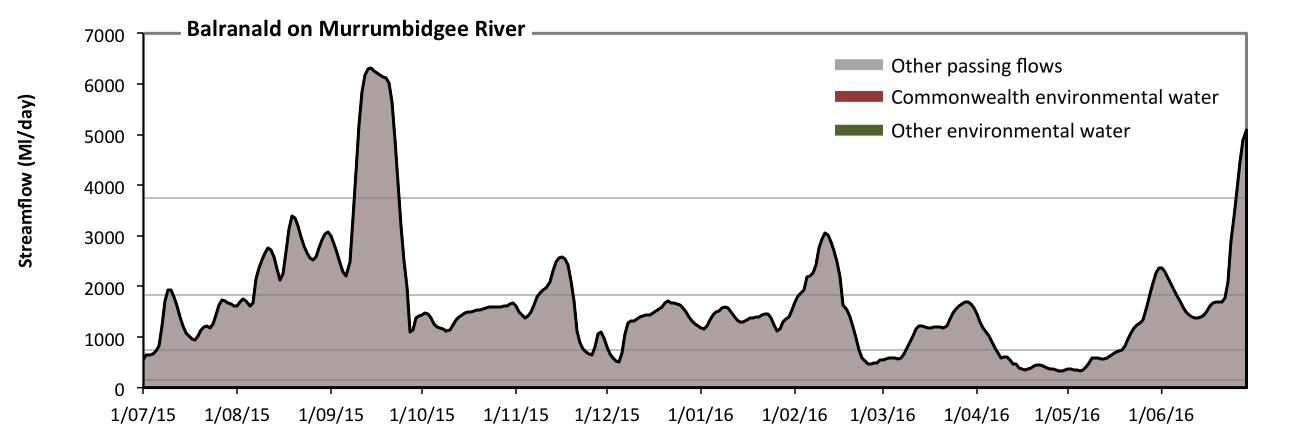 Balranald on Murrumbidgee River
Streamflow (Ml/day)
7000
6000
5000
4000
3000
2000
1000
0
Other passing flows
Commonwealth environmental water
Other environmental water
1/07/15 1/08/15 1/09/15 1/10/15 1/11/15 1/12/15 1/01/16 1/02/16 1/03/16 1/04/16 1/05/16 1/06/16